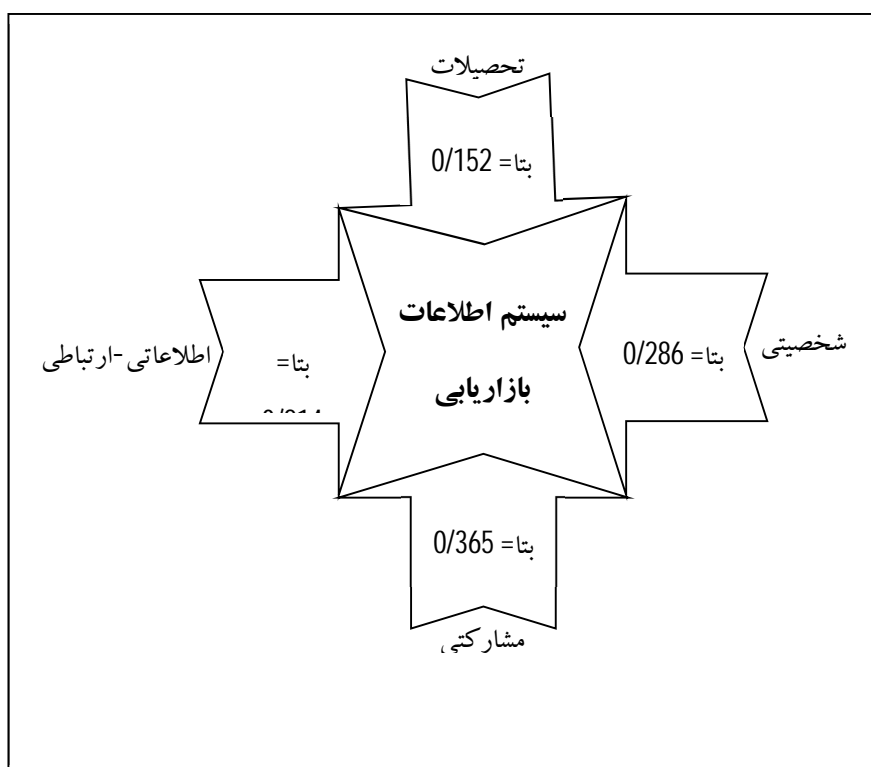 تحصیلات
بتا= 0/152
سیستم اطلاعات
بازاریابی
شخصیتی
بتا= 0/286
بتا=
اطلاعاتی-ارتباطی
بتا= 0/365
مشارکتی